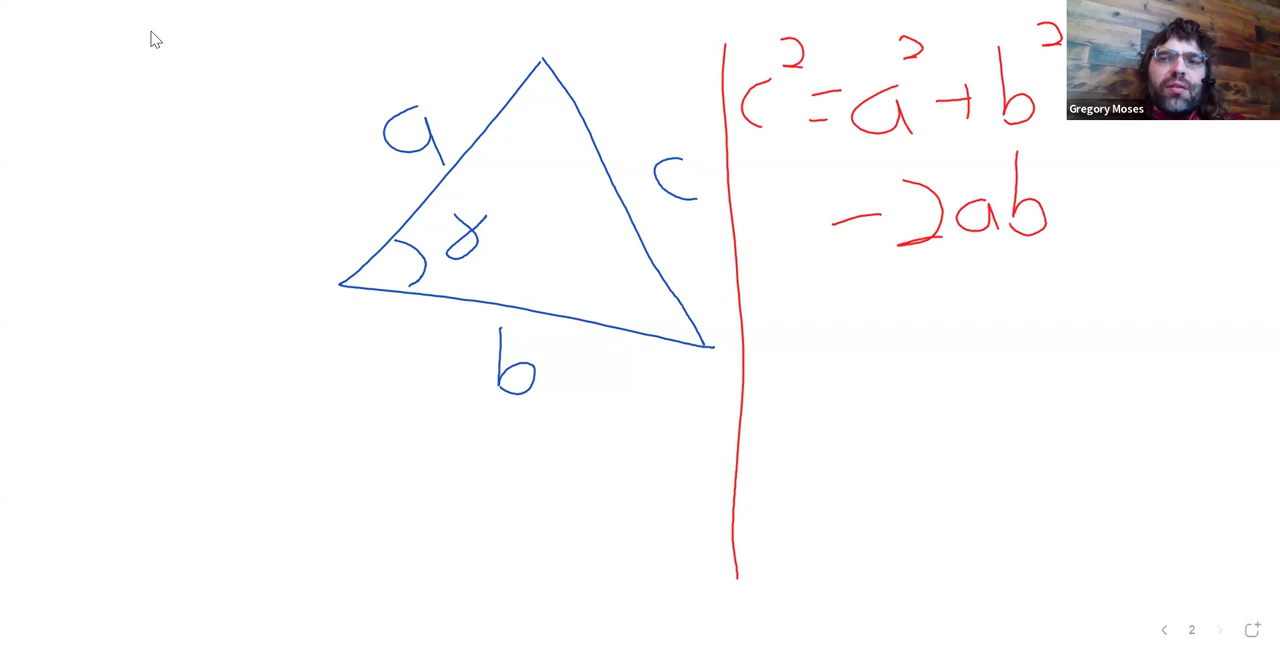 a
c
γ
b
c² = a² + b²
- 2ab
Gregory Moses
2